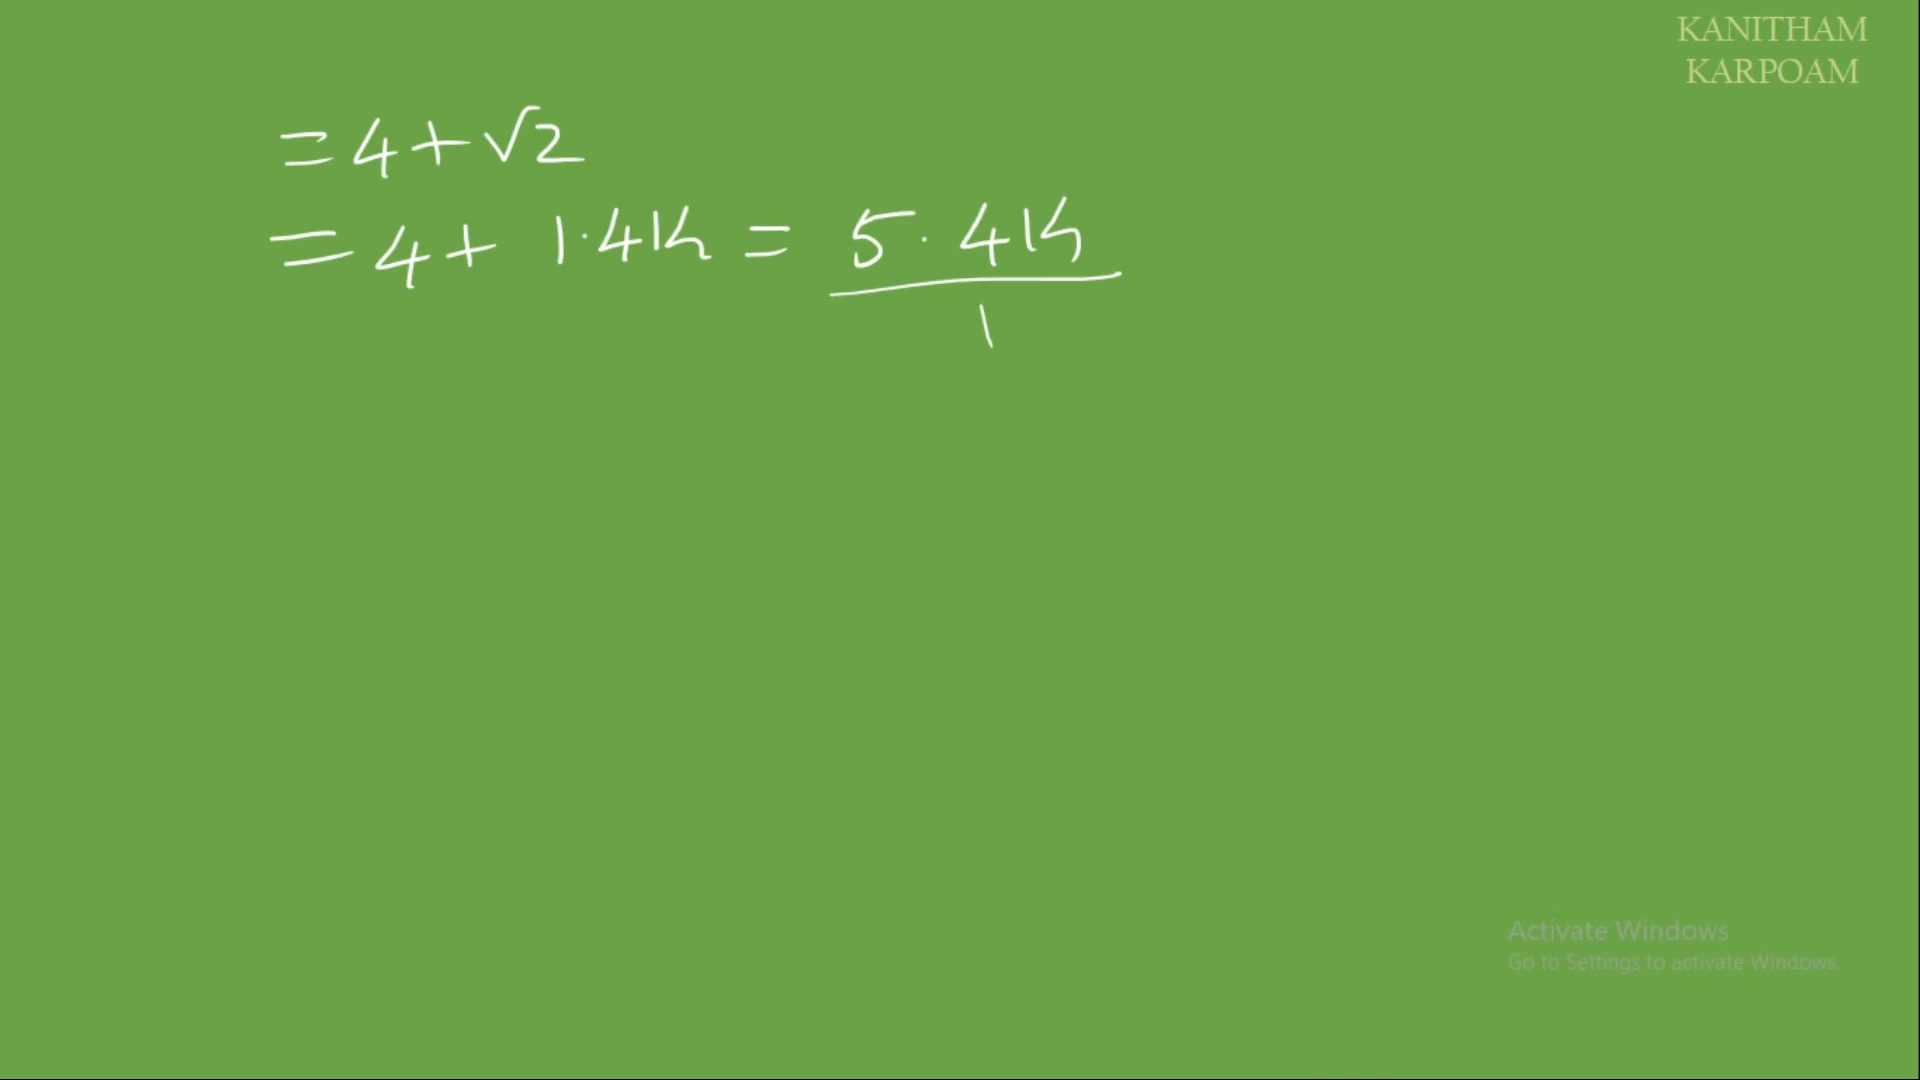 KANITHAM
KARPOAM
=4+√2
=4+ 1.414 = 5.414
1
Activate Windows
Go to Settings to activate Windows.